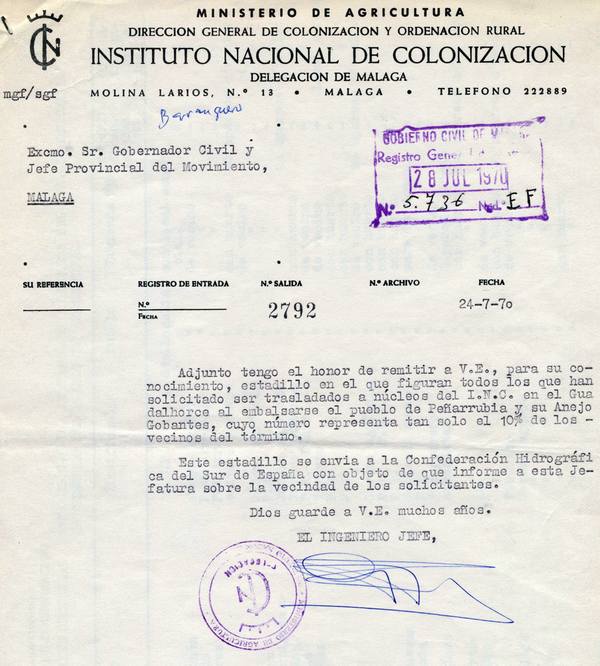 MINISTERIO DE AGRICULTURA
DIRECCION GENERAL DE COLONIZACION Y ORDENACION RURAL
INSTITUTO NACIONAL DE COLONIZACION
DELEGACION DE MALAGA
MOLINA LARIOS, N.º 13 • MALAGA • TELEFONO 222889
mgf/sgf
Excmo. Sr. Gobernador Civil y
Jefe Provincial del Movimiento,
MALAGA
GOBIERNO CIVIL DE
Registro General
28 JUL 1970
N.º 5.736 Ngd.º EF
SU REFERENCIA REGISTRO DE ENTRADA N.º SALIDA N.º ARCHIVO FECHA
N.º
FECHA
2792 24-7-70
Adjunto tengo el honor de remitir a V.E., para su co-
nocimiento, estadillo en el que figuran todos los que han
solicitado ser trasladados a núcleos del I.N.C. en el Gua
dalhorce al embalsarse el pueblo de Peñarrubia y su Anejo
Gobantes, cuyo número representa tan solo el 10% de los -
vecinos del término.
Este estadillo se envia a la Confederación Hidrográfi
ca del Sur de España con objeto de que informe a esta Je-
fatura sobre la vecindad de los solicitantes.
Dios guarde a V.E. muchos años.
EL INGENIERO JEFE,
MINISTERIO DE AGRICULTURA
DELEGACION